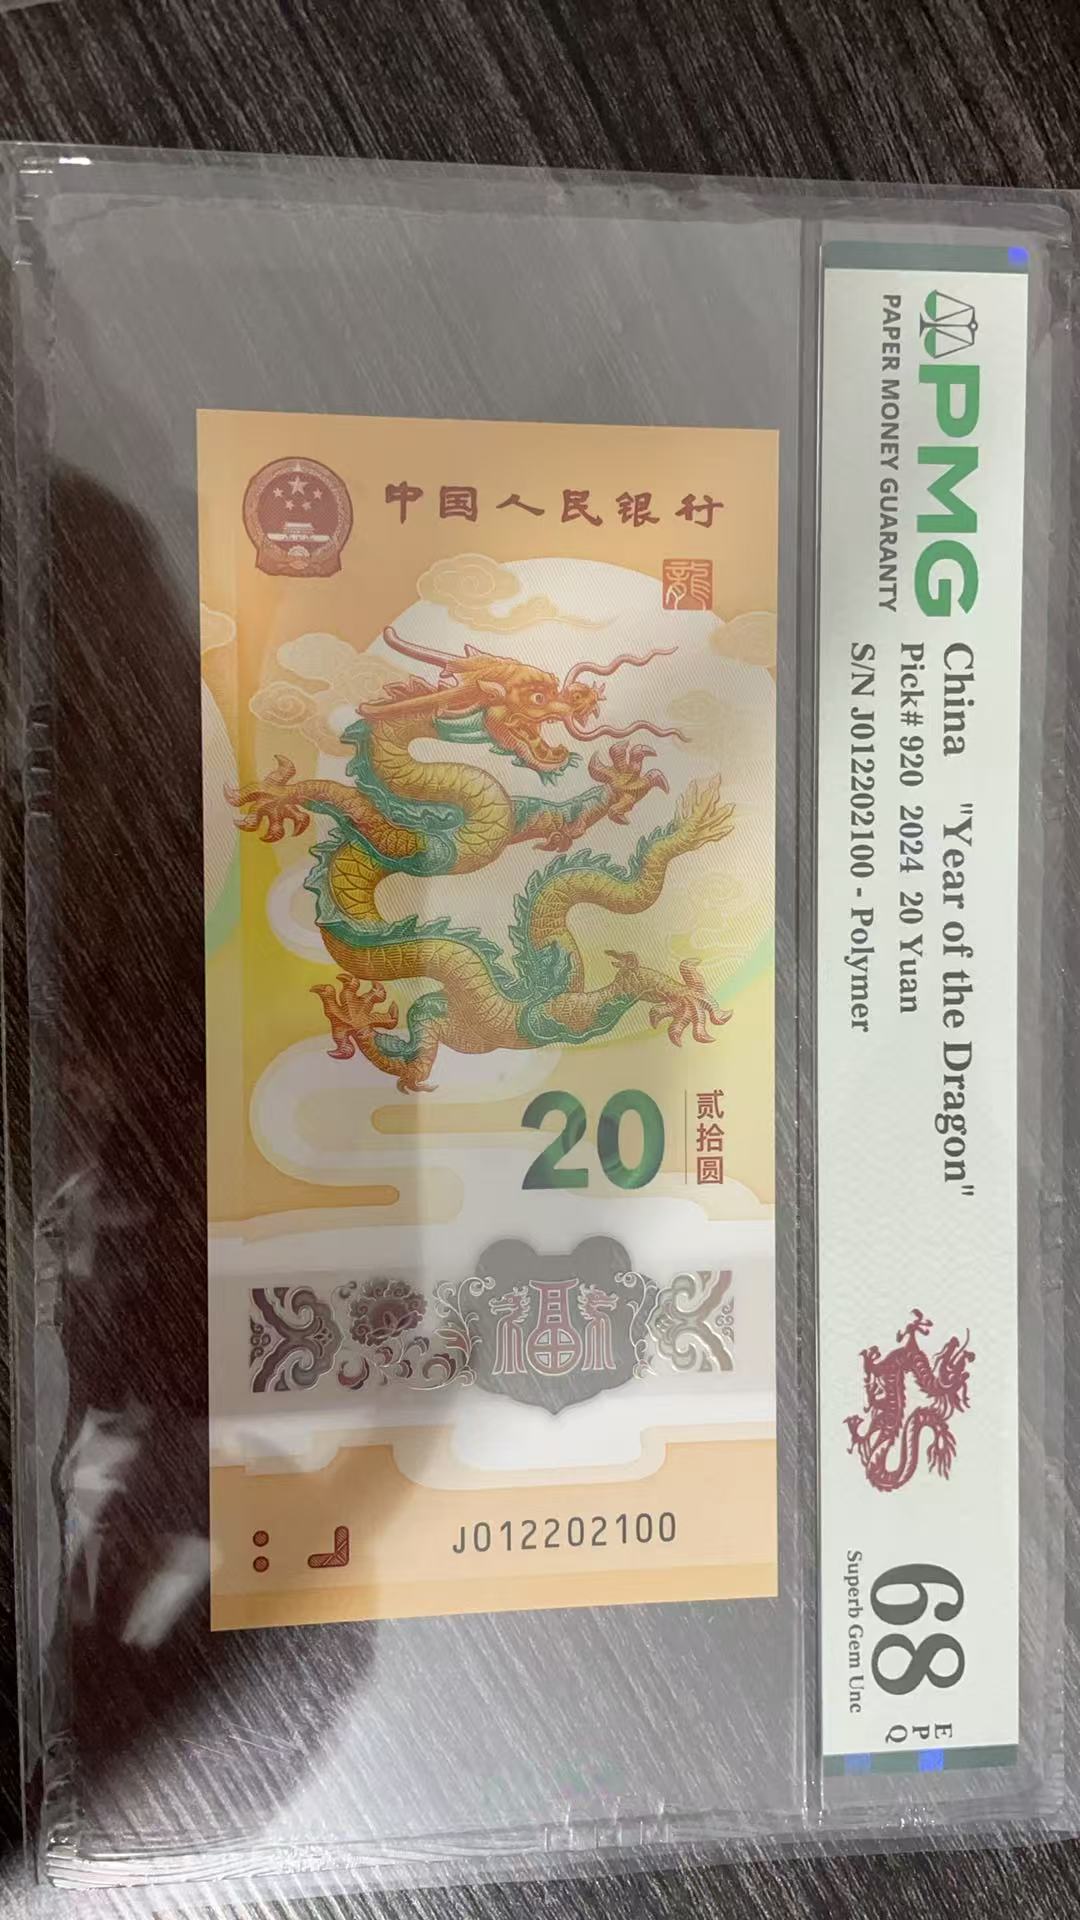 中国人民银行
龍
20
贰拾圆
福
J012202100
PMG
PAPER MONEY GUARANTY
China "Year of the Dragon"
Pick# 920 2024 20 Yuan
S/N J012202100 - Polymer
68
EPQ
Superb Gem Unc